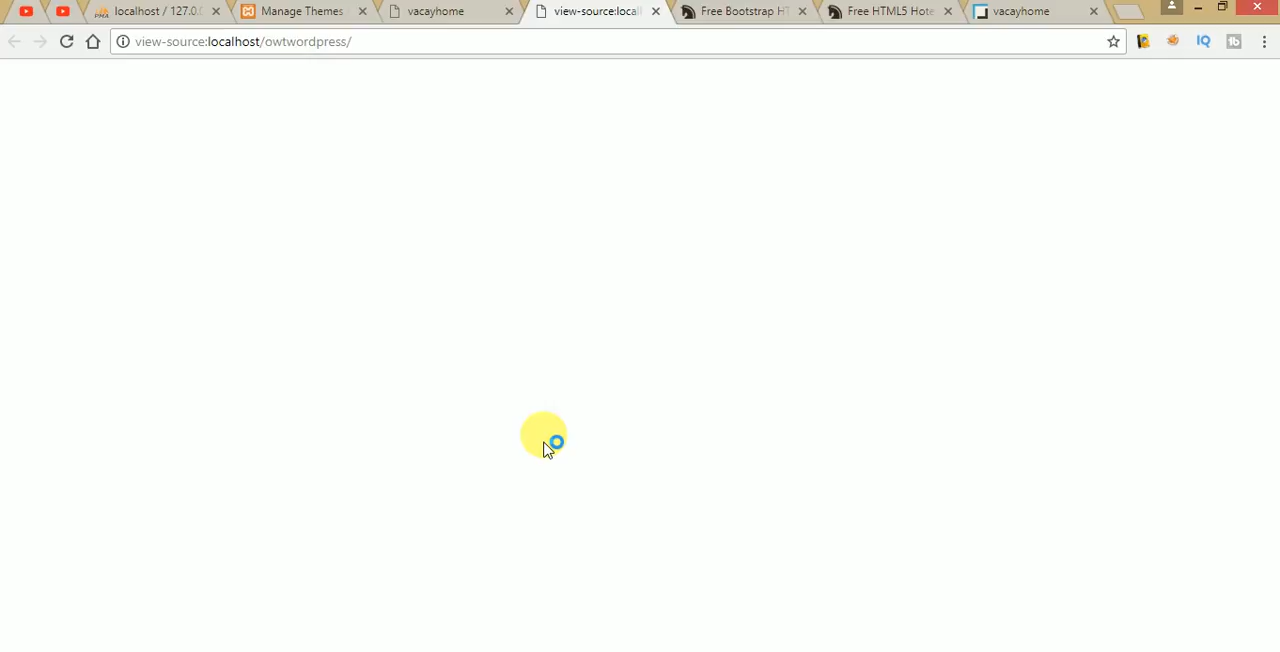 localhost / 127.0.0 Manage Themes vacayhome view-source:local Free Bootstrap HT Free HTML5 Hote vacayhome
view-source:localhost/owtwordpress/